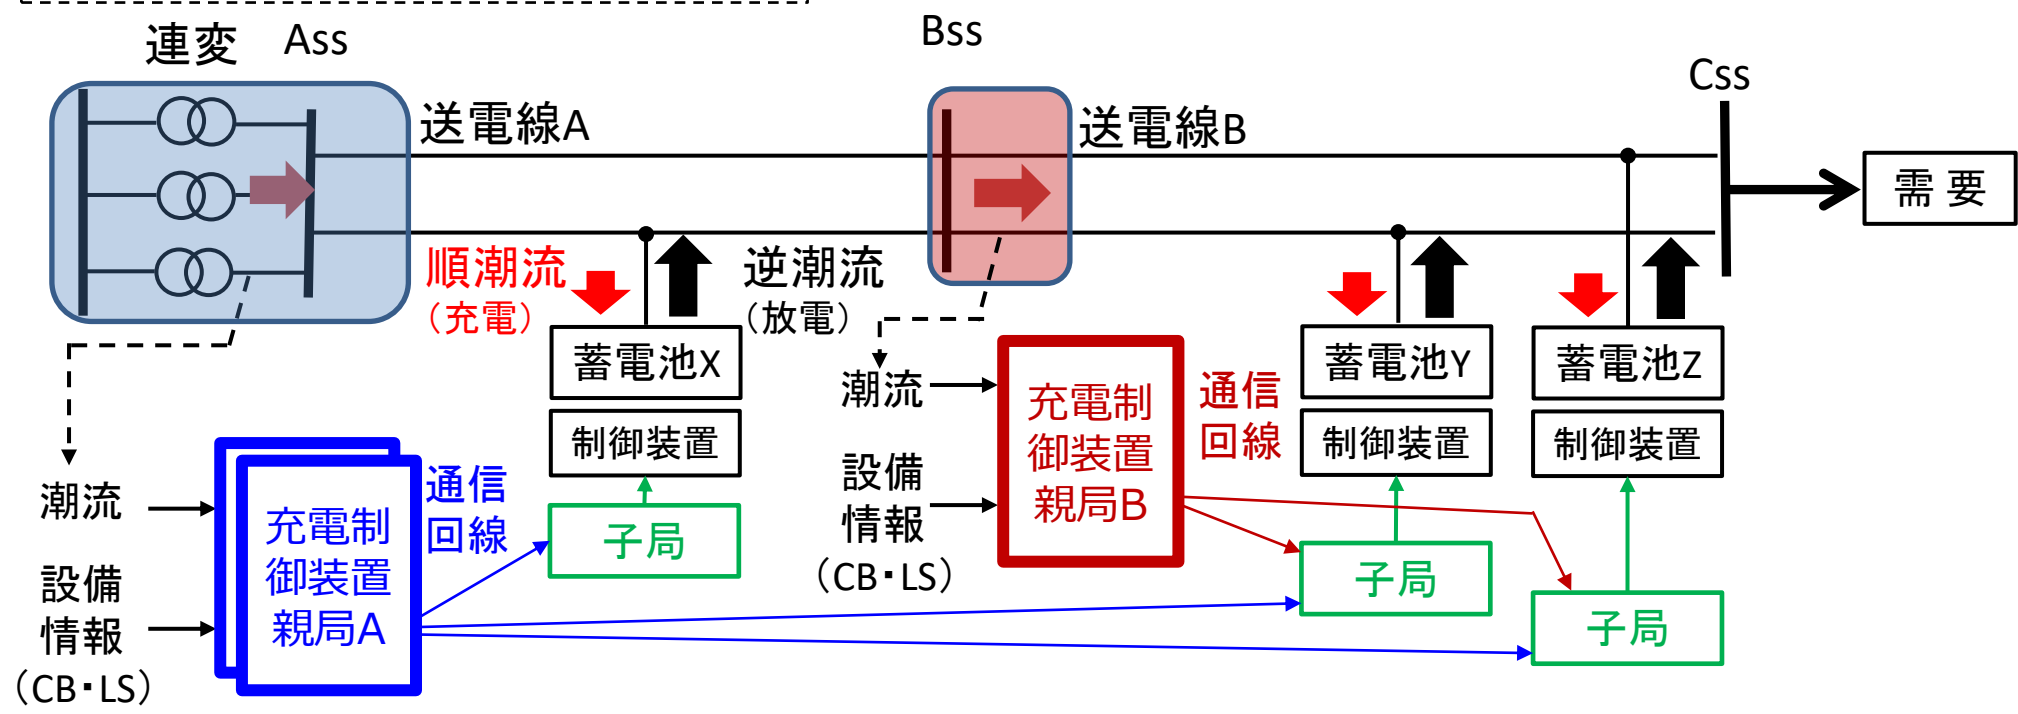 連変 Ass
Bss
Css
送電線A
送電線B
需 要
順潮流
（充電）
逆潮流
（放電）
蓄電池X
制御装置
子局
潮流
設備
情報
（CB・LS）
充電制
御装置
親局B
通信
回線
蓄電池Y
制御装置
子局
蓄電池Z
制御装置
子局
潮流
設備
情報
（CB・LS）
充電制
御装置
親局A
通信
回線